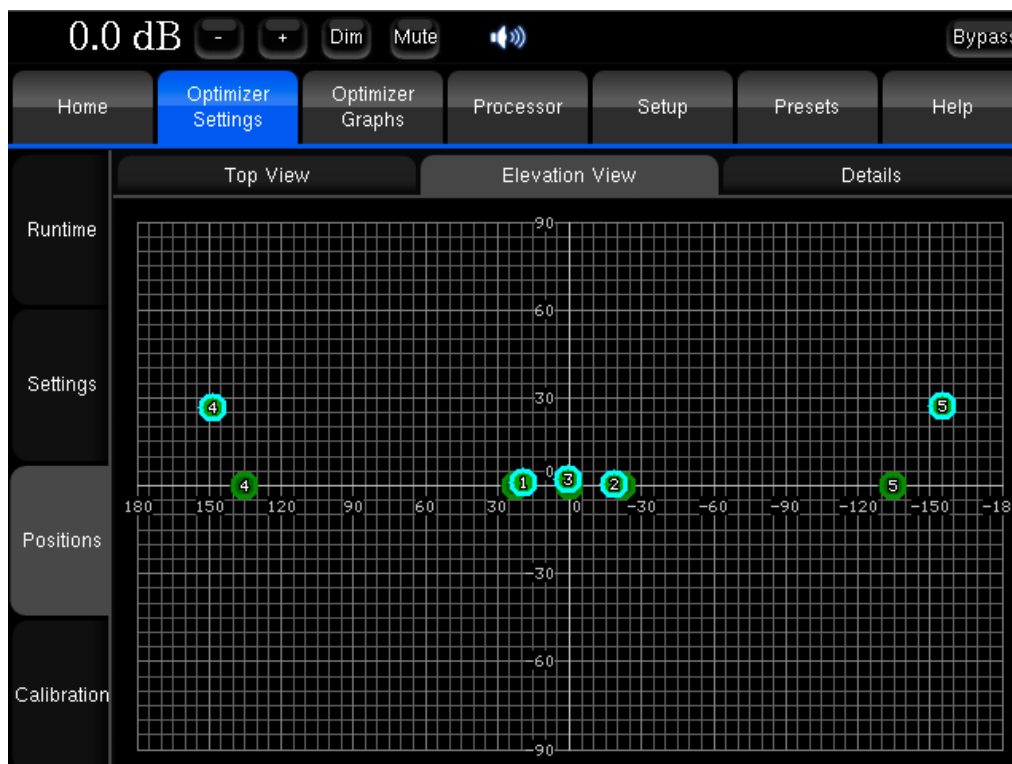 0.0 dB - + Dim Mute Bypass
Home
Optimizer
Settings
Optimizer
Graphs
Processor
Setup
Presets
Help
Top View
Elevation View
Details
Runtime
Settings
Positions
Calibration
90
60
30
4
5
0
1
3
2
4
5
180 150 120 90 60 30 0 -30 -60 -90 -120 -150 -18
-30
-60
-90